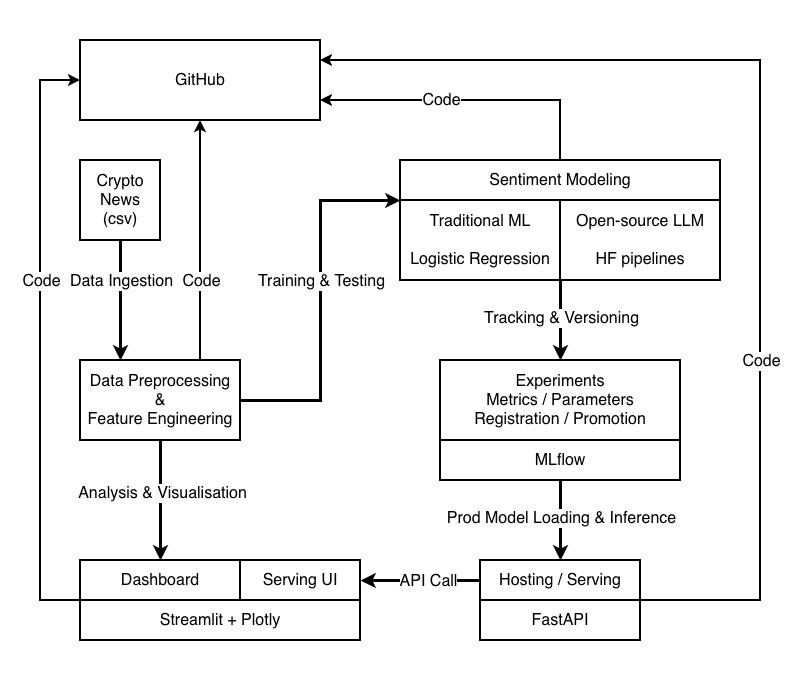 GitHub
Code
Crypto
News
(csv)
Sentiment Modeling
Traditional ML
Open-source LLM
Logistic Regression
HF pipelines
Code
Data Ingestion
Code
Training & Testing
Tracking & Versioning
Code
Data Preprocessing
&
Feature Engineering
Experiments
Metrics / Parameters
Registration / Promotion
MLflow
Analysis & Visualisation
Prod Model Loading & Inference
Dashboard
Serving UI
API Call
Hosting / Serving
Streamlit + Plotly
FastAPI